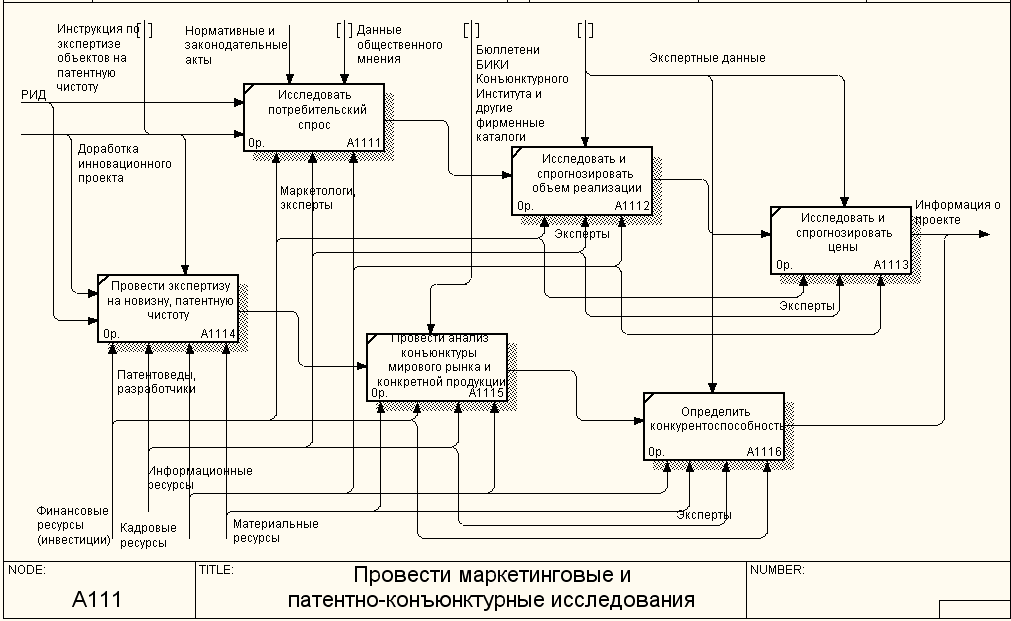 Инструкция по
экспертизе
объектов на
патентную
чистоту
Нормативные и
законодательные
акты
Данные
общественного
мнения
Бюллетени
БИКИ
Конъюнктурного
Института и
другие
фирменные
каталоги
Экспертные данные
РИД
Исследовать
потребительский
спрос
0р.
A1111
Доработка
инновационного
проекта
Маркетологи,
эксперты
Исследовать и
спрогнозировать
объем реализации
0р.
A1112
Эксперты
Исследовать и
спрогнозировать
цены
0р.
A1113
Информация о
проекте
Эксперты
Провести экспертизу
на новизну, патентную
чистоту
0р.
A1114
Провести анализ
конъюнктуры
мирового рынка и
конкретной продукции
0р.
A1115
Патентоведы,
разработчики
Определить
конкурентоспособность
0р.
A1116
Информационные
ресурсы
Финансовые
ресурсы
(инвестиции)
Кадровые
ресурсы
Материальные
ресурсы
Эксперты
NODE:
A111
TITLE:
Провести маркетинговые и
патентно-конъюнктурные исследования
NUMBER: